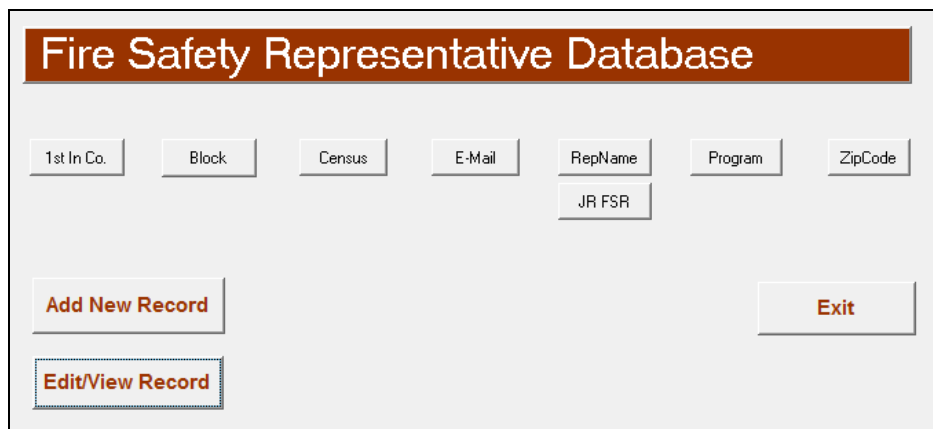 Fire Safety Representative Database
1st In Co. Block Census E-Mail RepName Program ZipCode
JR FSR
Add New Record Exit
Edit/View Record